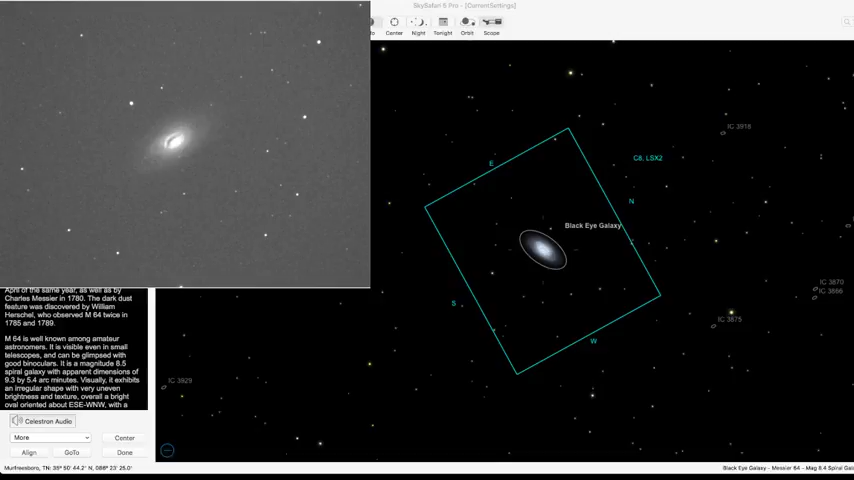 SkySafari 6 Pro - [CurrentSettings]
Center
Night
Tonight
Orbit
Scope
IC 3918
E
C8, LSX2
N
Black Eye Galaxy
IC 3870
IC 3866
S
IC 3875
W
IC 3929
April of the same year, as well as by
Charles Messier in 1780. The dark dust
feature was discovered by William
Herschel, who observed M 64 twice in
1785 and 1789.
M 64 is well known among amateur
astronomers. It is visible even in small
telescopes, and can be glimpsed with
good binoculars. It is a magnitude 8.5
spiral galaxy with apparent dimensions of
9.3 by 5.4 arc minutes. Visually, it exhibits
an irregular shape with very uneven
brightness and texture, overall a bright
oval oriented about ESE-WNW, with a
Celestron Audio
More
Center
Align
GoTo
Done
Murfreesboro, TN: 35° 50' 44.2" N, 086° 23' 25.0"
Black Eye Galaxy - Messier 64 - Mag 8.4 Spiral Gal